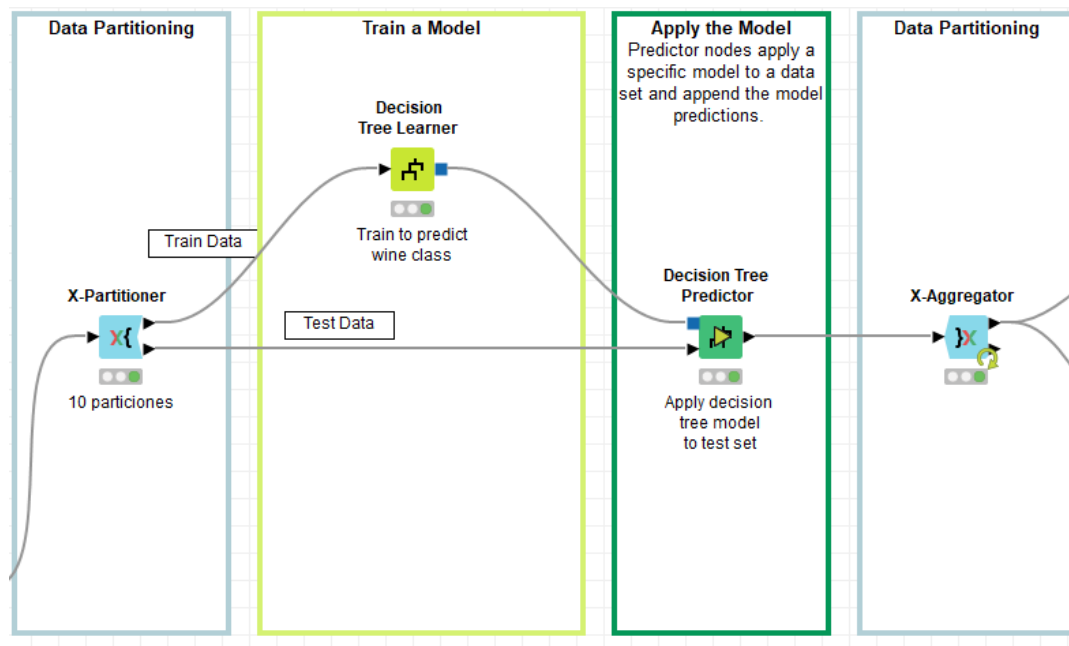 Data Partitioning
Train a Model
Apply the Model
Predictor nodes apply a
specific model to a data
set and append the model
predictions.
Data Partitioning
Decision
Tree Learner
Train to predict
wine class
Train Data
X-Partitioner
X{
10 particiones
Test Data
Decision Tree
Predictor
Apply decision
tree model
to test set
X-Aggregator
}X